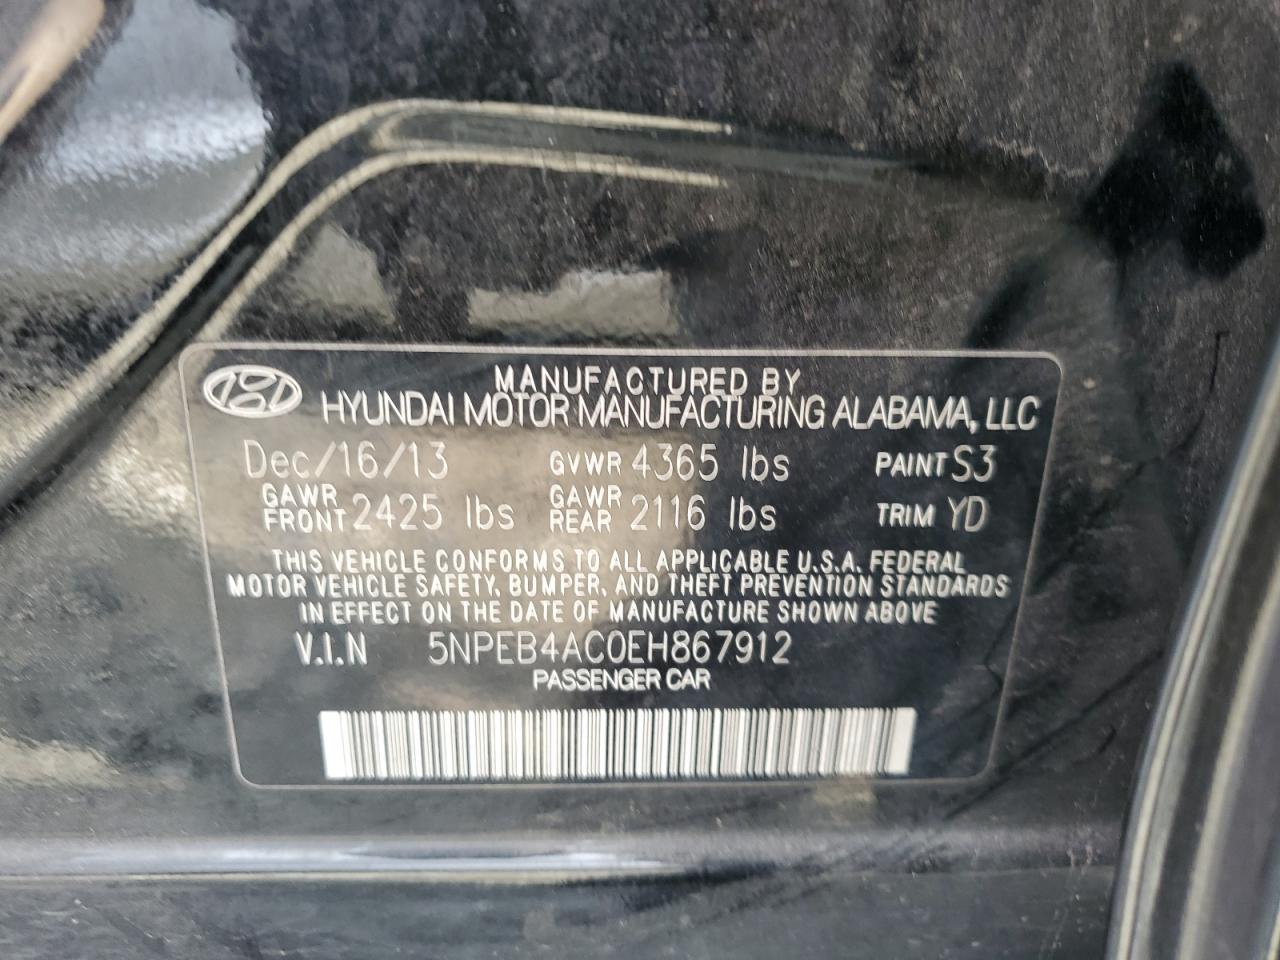 MANUFACTURED BY
HYUNDAI MOTOR MANUFACTURING ALABAMA, LLC
Dec/16/13 GVWR 4365 lbs PAINT S3
GAWR FRONT 2425 lbs GAWR REAR 2116 lbs TRIM YD
THIS VEHICLE CONFORMS TO ALL APPLICABLE U.S.A. FEDERAL
MOTOR VEHICLE SAFETY, BUMPER, AND THEFT PREVENTION STANDARDS
IN EFFECT ON THE DATE OF MANUFACTURE SHOWN ABOVE
V.I.N 5NPEB4AC0EH867912
PASSENGER CAR